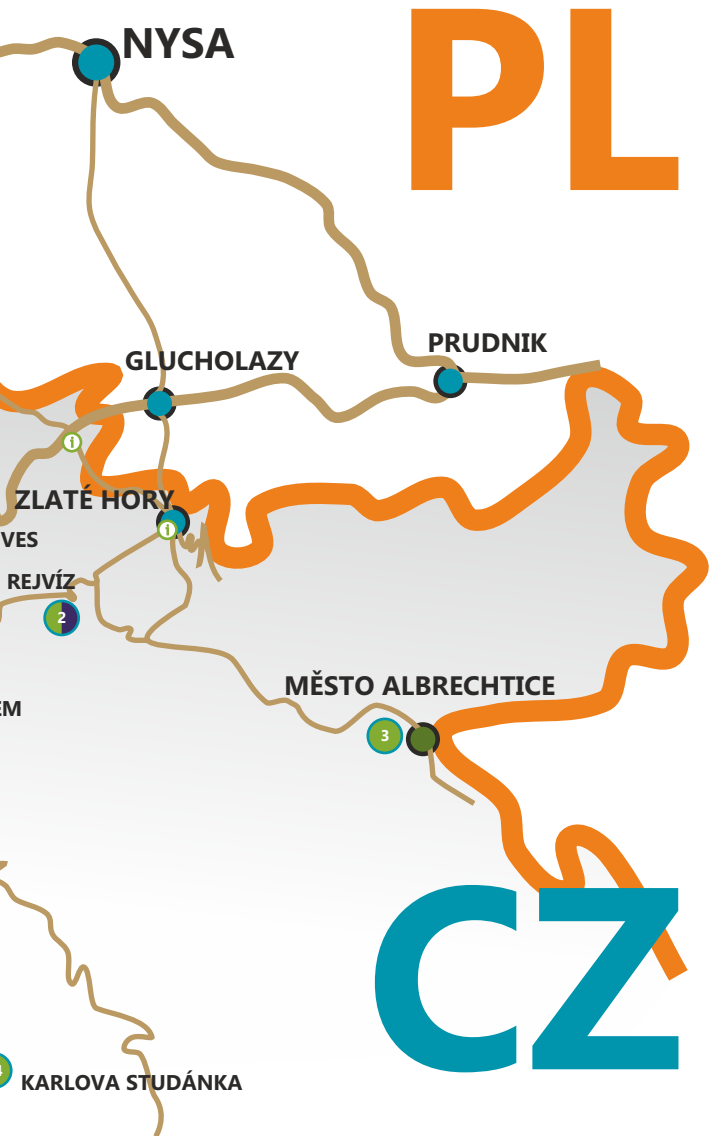 PL
NYSA
PRUDNIK
GLUCHOLAZY
i
ZLATÉ HORY
i
VES
REJVÍZ
2
MĚSTO ALBRECHTICE
EM
3
CZ
KARLOVA STUDÁNKA